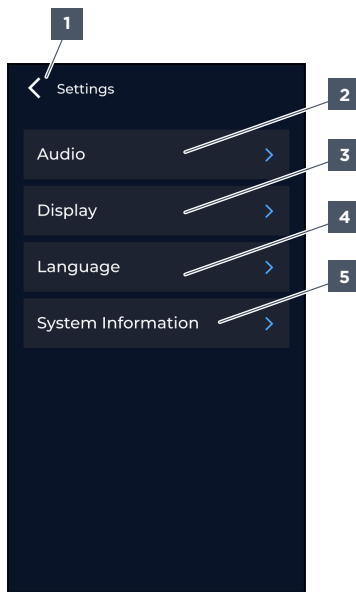 1
Settings
2
Audio
3
Display
4
Language
5
System Information